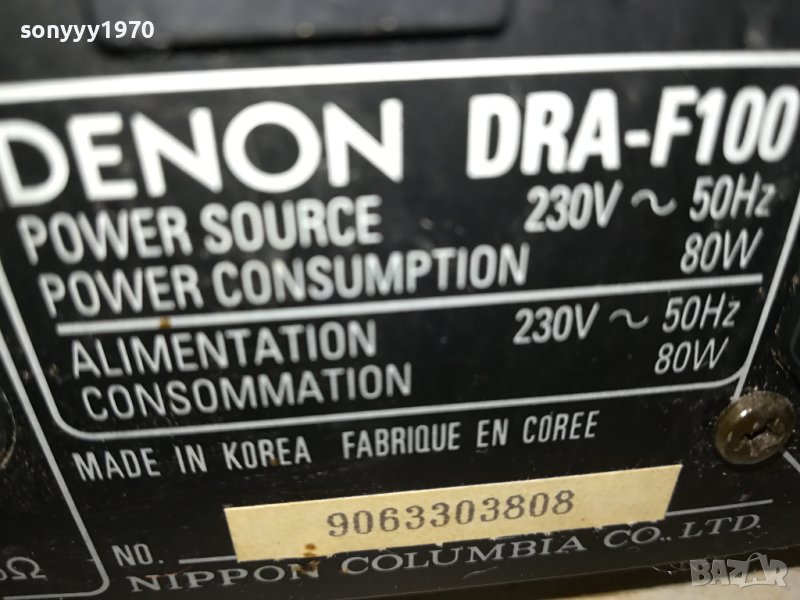 sonyyy1970
DENON DRA-F100
POWER SOURCE 230V ~ 50Hz
POWER CONSUMPTION 80W
ALIMENTATION 230V ~ 50Hz
CONSOMMATION 80W
MADE IN KOREA FABRIQUE EN COREE
9063303808
NO.
NIPPON COLUMBIA CO., LTD.
Ω
BAZAR